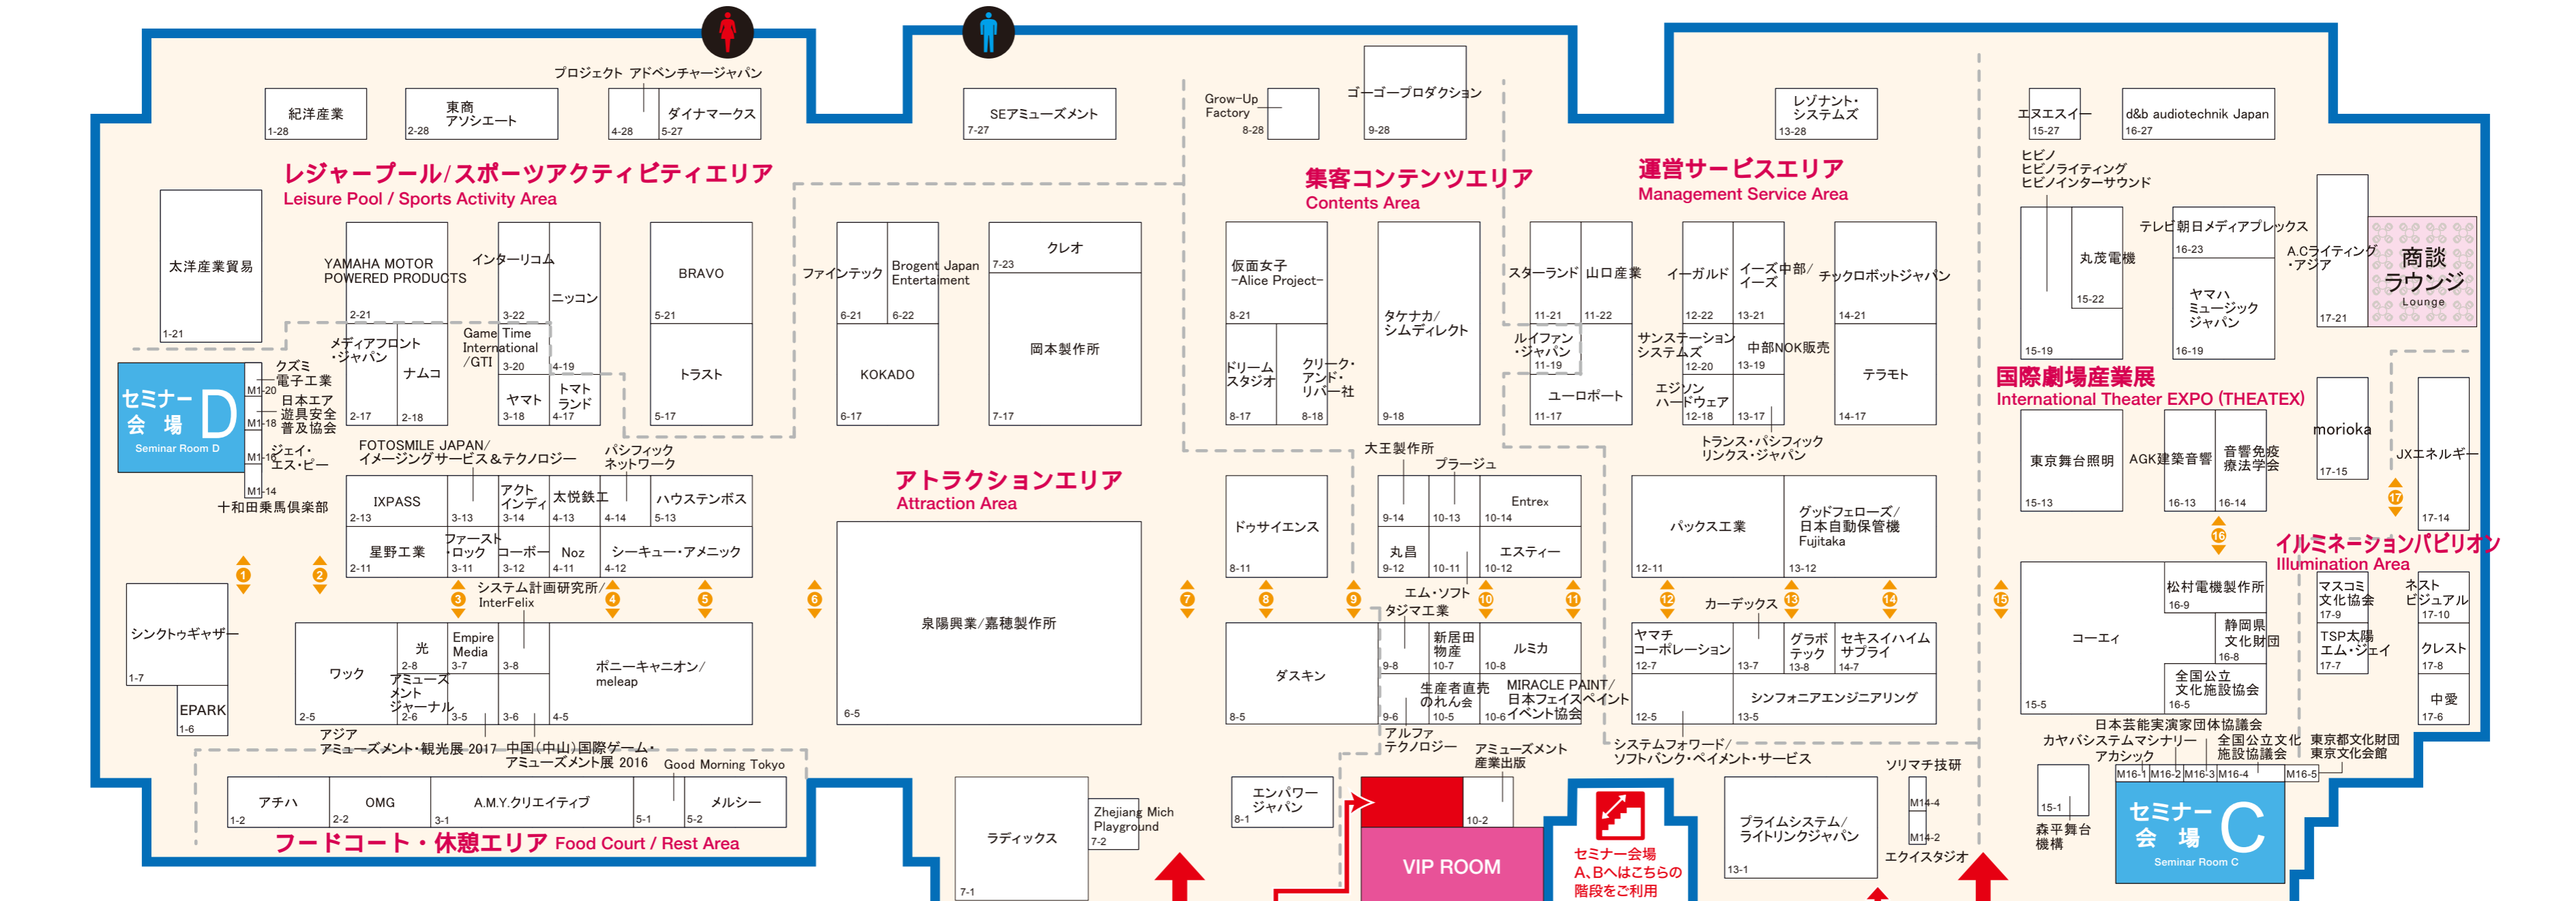 プロジェクト アドベンチャージャパン
紀洋産業
1-28
東商
アソシエート
2-28
4-28
ダイナマークス
5-27
SEアミューズメント
7-27
Grow-Up
Factory
8-28
ゴーゴープロダクション
9-28
レゾナント・
システムズ
13-28
エヌエスイー
15-27
d&b audiotechnik Japan
16-27
レジャープール/スポーツアクティビティエリア
Leisure Pool / Sports Activity Area
集客コンテンツエリア
Contents Area
運営サービスエリア
Management Service Area
ヒビノ
ヒビノライティング
ヒビノインターサウンド
太洋産業貿易
1-21
YAMAHA MOTOR
POWERED PRODUCTS
2-21
インターリコム
3-22
ニッコン
4-19
BRAVO
5-21
ファインテック
6-21
Brogent Japan
Entertaiment
6-22
クレオ
7-23
岡本製作所
7-17
仮面女子
-Alice Project-
8-21
タケナカ/
シムディレクト
9-18
スターランド
11-21
山口産業
11-22
イーガルド
12-22
イーズ中部/
イーズ
13-21
チックロボットジャパン
14-21
丸茂電機
15-22
15-19
テレビ朝日メディアプレックス
16-23
ヤマハ
ミュージック
ジャパン
16-19
A.Cライティング
・アジア
17-21
商談
ラウンジ
Lounge
メディアフロント
・ジャパン
2-17
ナムコ
2-18
Game Time
International
/GTI
3-20
ヤマト
3-18
トマト
ランド
4-17
トラスト
5-17
KOKADO
6-17
ドリーム
スタジオ
8-17
クリーク・
アンド・
リバー社
8-18
ルイファン
・ジャパン
11-19
ユーロポート
11-17
サンステーション
システムズ
12-20
中部NOK販売
13-19
エジソン
ハードウェア
12-18
13-17
テラモト
14-17
トランス・パシフィック
リンクス・ジャパン
国際劇場産業展
International Theater EXPO (THEATEX)
セミナー
会 場
D
Seminar Room D
クズミ
電子工業
M1-20
日本エア
遊具安全
普及協会
M1-18
ジェイ・
エス・ピー
M1-16
M1-14
十和田乗馬倶楽部
FOTOSMILE JAPAN/
イメージングサービス&テクノロジー
パシフィック
ネットワーク
IXPASS
2-13
3-13
アクト
インディ
3-14
太悦鉄工
4-13
4-14
ハウステンボス
5-13
星野工業
2-11
ファースト
・ロック
3-11
コーボー
3-12
Noz
4-11
シーキュー・アメニック
4-12
アトラクションエリア
Attraction Area
泉陽興業/嘉穂製作所
6-5
ドゥサイエンス
8-11
大王製作所
9-14
プラージュ
10-13
Entrex
10-14
丸昌
9-12
10-11
エスティー
10-12
エム・ソフト
パックス工業
12-11
グッドフェローズ/
日本自動保管機
Fujitaka
13-12
東京舞台照明
15-13
AGK建築音響
16-13
音響免疫
療法学会
16-14
morioka
17-15
JXエネルギー
17-14
イルミネーションパビリオン
Illumination Area
1
2
3
4
5
6
7
8
9
10
11
12
13
14
15
16
17
シンクトゥギャザー
1-7
EPARK
1-6
システム計画研究所/
InterFelix
ワック
2-5
光
2-8
Empire
Media
3-7
3-8
アミューズ
メント
ジャーナル
2-6
3-5
3-6
ポニーキャニオン/
meleap
4-5
アジア
アミューズメント・観光展 2017
中国(中山)国際ゲーム・
アミューズメント展 2016
ダスキン
8-5
タジマ工業
9-8
新居田
物産
10-7
ルミカ
10-8
9-6
生産者直売
のれん会
10-5
MIRACLE PAINT/
日本フェイスペイント
イベント協会
10-6
アルファ
テクノロジー
カーデックス
ヤマチ
コーポレーション
12-7
13-7
グラボ
テック
13-8
セキスイハイム
サプライ
14-7
12-5
シンフォニアエンジニアリング
13-5
システムフォワード/
ソフトバンク・ペイメント・サービス
コーエィ
15-5
松村電機製作所
16-9
静岡県
文化財団
16-8
全国公立
文化施設協会
16-5
マスコミ
文化協会
17-9
ネスト
ビジュアル
17-10
TSP太陽
エム・ジェイ
17-7
クレスト
17-8
中愛
17-6
Good Morning Tokyo
アチハ
1-2
OMG
2-2
A.M.Y.クリエイティブ
3-1
5-1
メルシー
5-2
フードコート・休憩エリア Food Court / Rest Area
ラディックス
7-1
Zhejiang Mich
Playground
7-2
エンパワー
ジャパン
8-1
アミューズメント
産業出版
10-2
VIP ROOM
セミナー会場
A、Bへはこちらの
階段をご利用
プライムシステム/
ライトリンクジャパン
13-1
ソリマチ技研
M14-4
M14-2
エクイスタジオ
15-1
森平舞台
機構
日本芸能実演家団体協議会
カヤバシステムマシナリー
アカシック
全国公立文化
施設協議会
東京都文化財団
東京文化会館
M16-1
M16-2
M16-3
M16-4
M16-5
セミナー
会 場
C
Seminar Room C